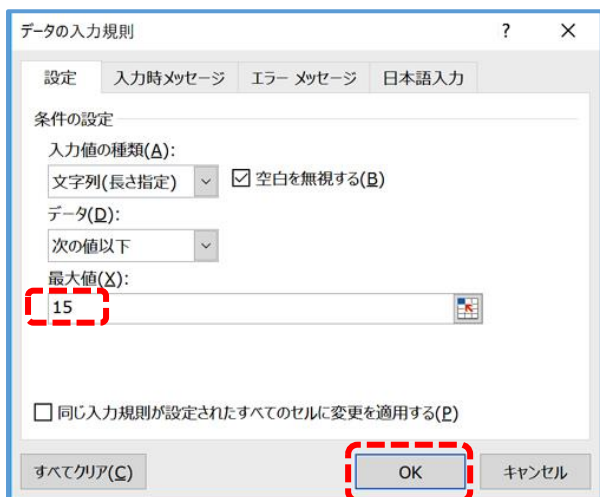 データの入力規則 ? ×
設定 入力時メッセージ エラー メッセージ 日本語入力
条件の設定
入力値の種類(A):
文字列(長さ指定) 空白を無視する(B)
データ(D):
次の値以下
最大値(X):
15
同じ入力規則が設定されたすべてのセルに変更を適用する(P)
すべてクリア(C) OK キャンセル